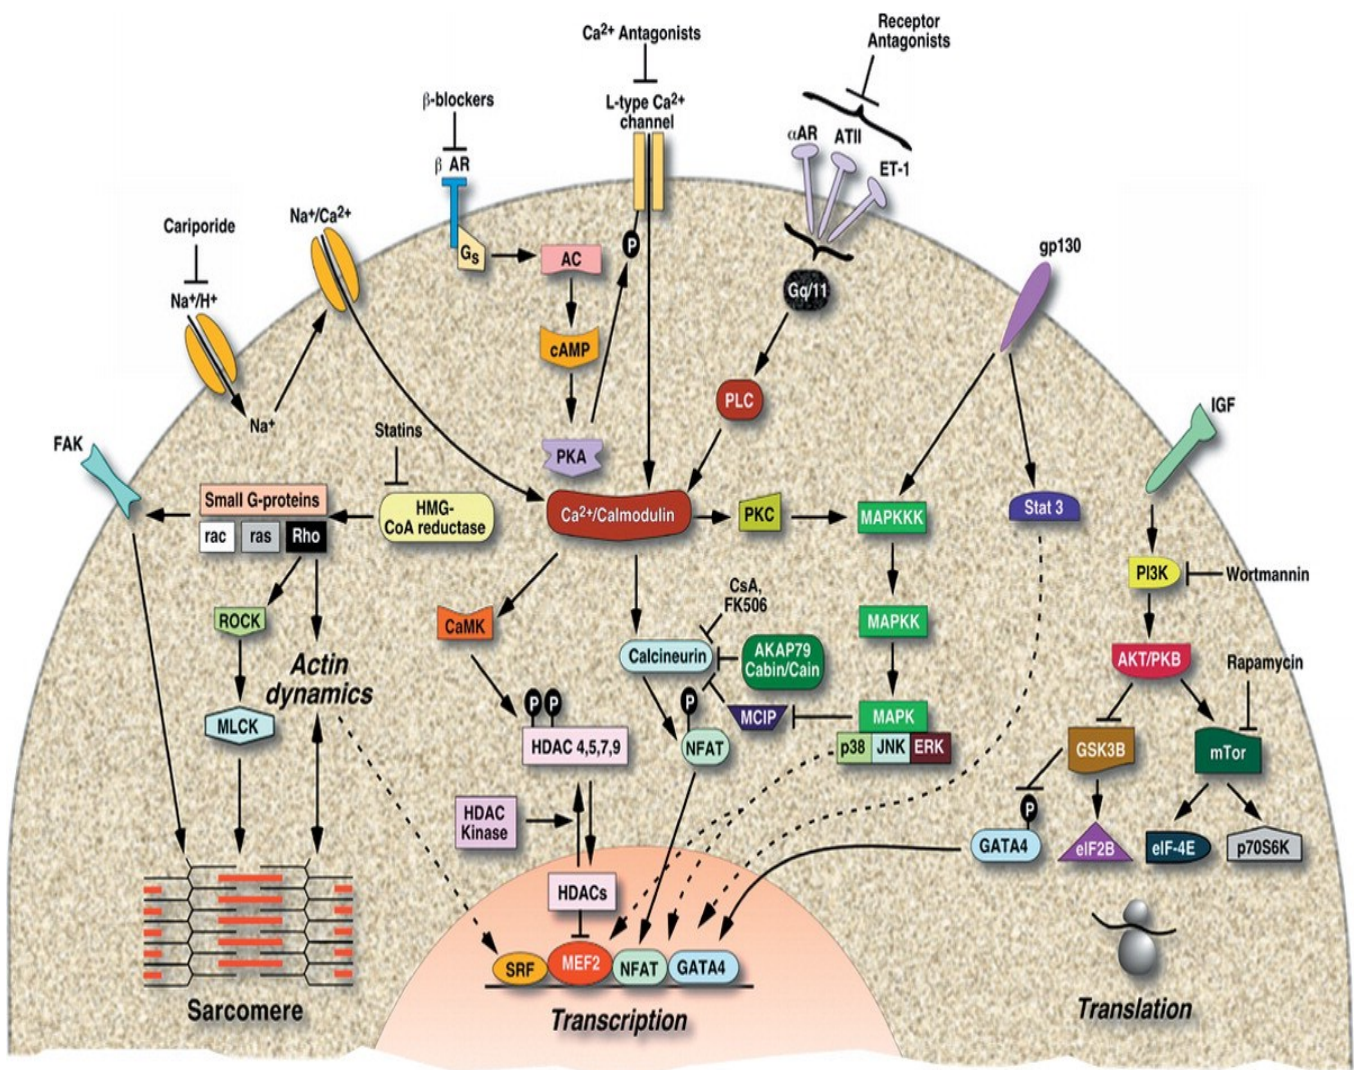 Ca²⁺ Antagonists
Receptor
Antagonists
β-blockers
L-type Ca²⁺
channel
αAR
ATII
ET-1
β AR
Cariporide
Na⁺/Ca²⁺
Gs
AC
P
gp130
Na⁺/H⁺
Gq/11
cAMP
PLC
IGF
Na⁺
FAK
Statins
PKA
Small G-proteins
rac
ras
Rho
HMG-
CoA reductase
Ca²⁺/Calmodulin
PKC
MAPKKK
Stat 3
PI3K
Wortmannin
CsA,
FK506
ROCK
CaMK
MAPKK
Calcineurin
AKAP79
Cabin/Cain
AKT/PKB
Rapamycin
Actin
dynamics
MLCK
P
P
P
MCIP
MAPK
p38
JNK
ERK
HDAC 4,5,7,9
NFAT
GSK3B
mTor
HDAC
Kinase
P
GATA4
eIF2B
eIF-4E
p70S6K
HDACs
SRF
MEF2
NFAT
GATA4
Sarcomere
Transcription
Translation